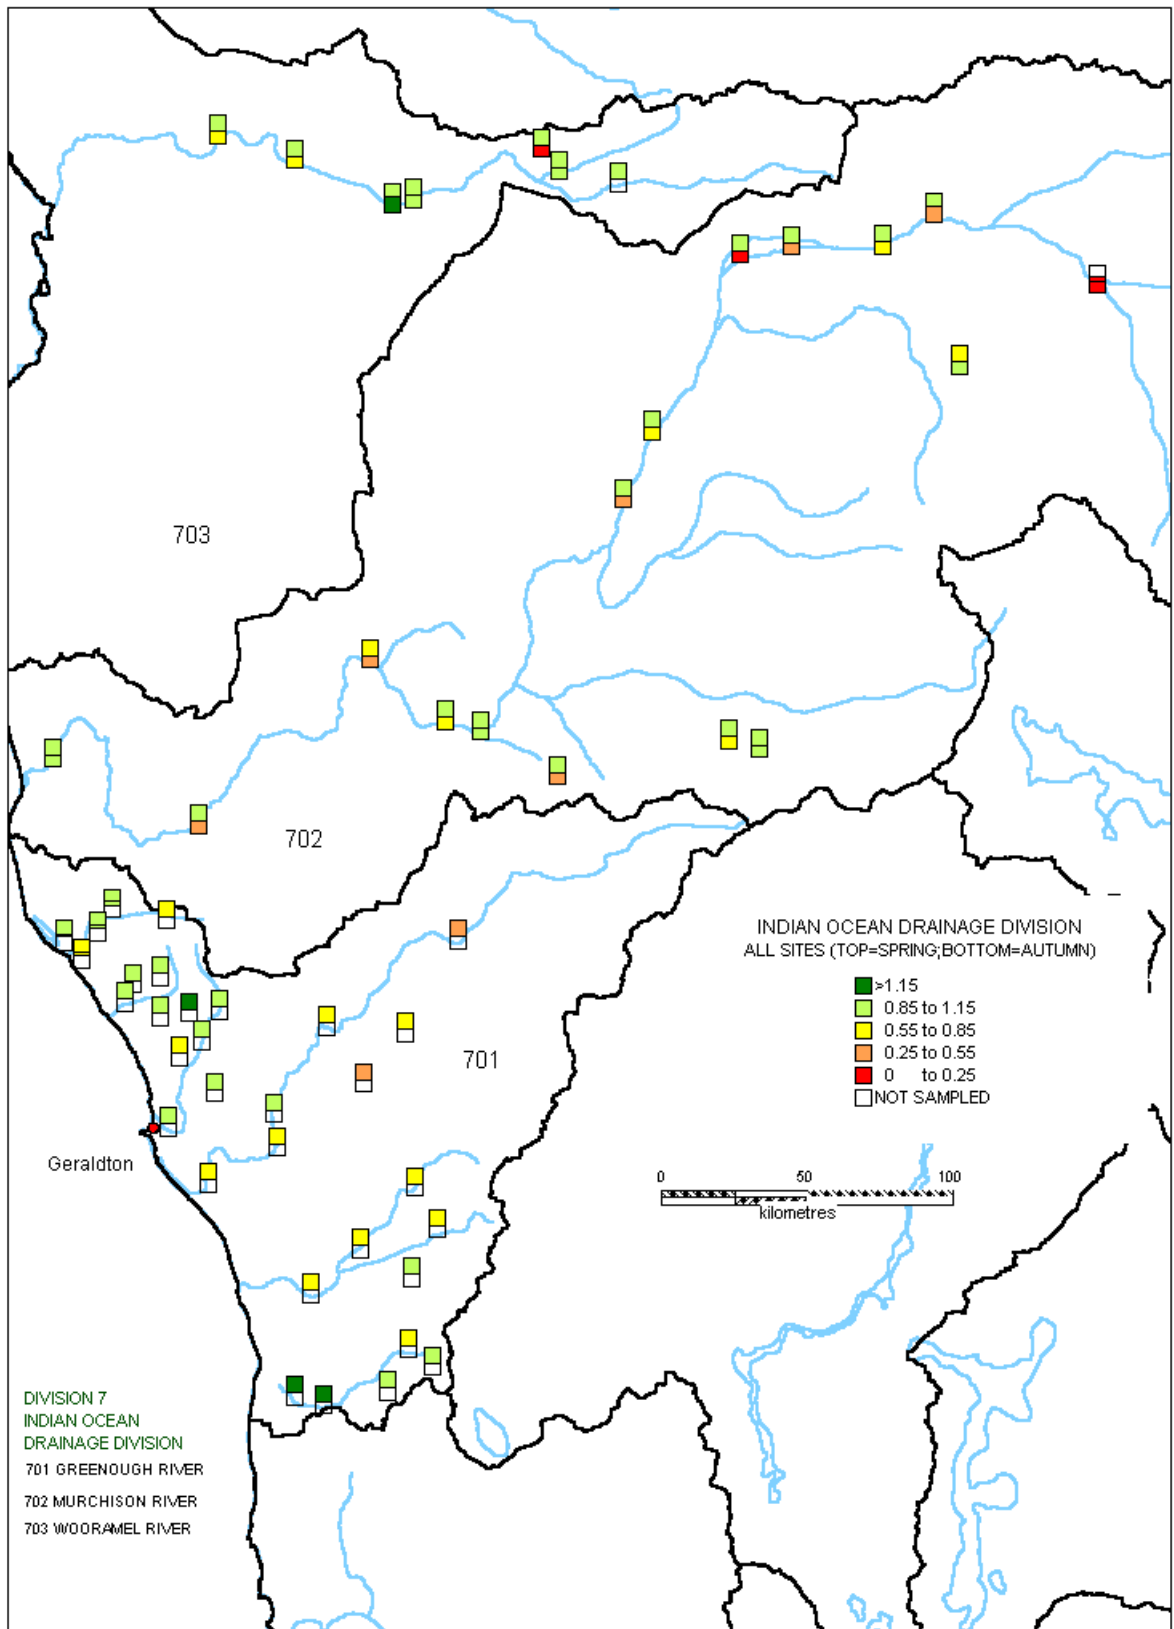 703
702
INDIAN OCEAN DRAINAGE DIVISION
ALL SITES (TOP=SPRING;BOTTOM=AUTUMN)
>1.15
0.85 to 1.15
0.55 to 0.85
0.25 to 0.55
0 to 0.25
NOT SAMPLED
701
Geraldton
0 50 100
kilometres
DIVISION 7
INDIAN OCEAN
DRAINAGE DIVISION
701 GREENOUGH RIVER
702 MURCHISON RIVER
703 WOORAMEL RIVER